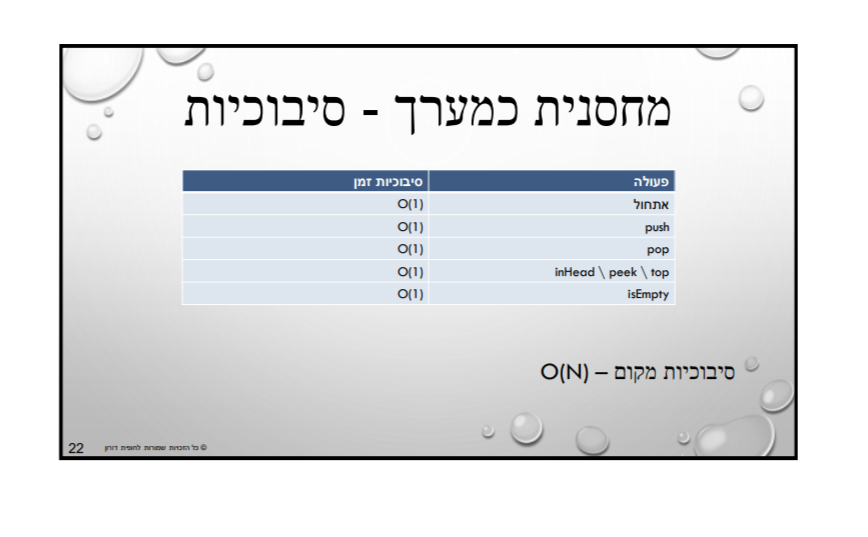 מחסנית כמערך - סיבוכיות
פעולה סיבוכיות זמן
אתחול O(1)
push O(1)
pop O(1)
inHead \ peek \ top O(1)
isEmpty O(1)
סיבוכיות מקום – O(N)
© כל הזכויות שמורות לחופית דורון 22